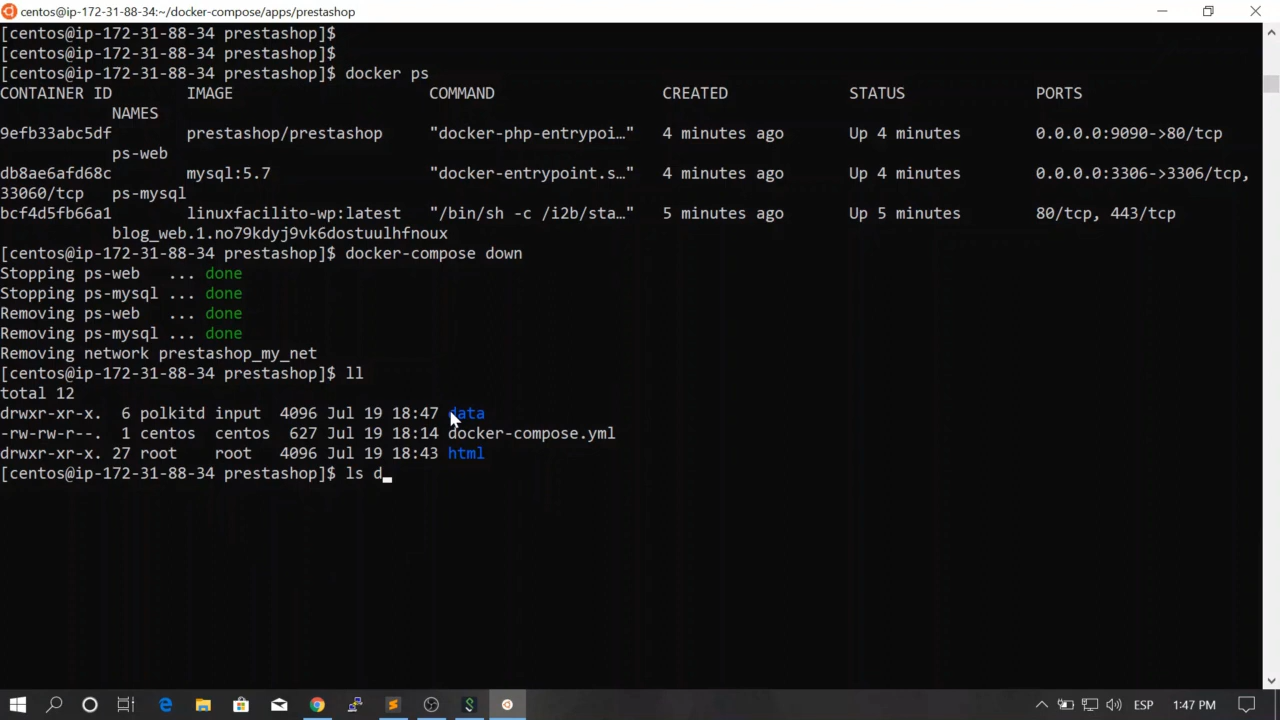 centos@ip-172-31-88-34:~/docker-compose/apps/prestashop
[centos@ip-172-31-88-34 prestashop]$
[centos@ip-172-31-88-34 prestashop]$
[centos@ip-172-31-88-34 prestashop]$ docker ps
CONTAINER ID        IMAGE                     COMMAND                  CREATED             STATUS              PORTS
            NAMES
9efb33abc5df        prestashop/prestashop     "docker-php-entrypoi…"   4 minutes ago       Up 4 minutes        0.0.0.0:9090->80/tcp
            ps-web
db8ae6afd68c        mysql:5.7                 "docker-entrypoint.s…"   4 minutes ago       Up 4 minutes        0.0.0.0:3306->3306/tcp,
33060/tcp   ps-mysql
bcf4d5fb66a1        linuxfacilito-wp:latest   "/bin/sh -c /i2b/sta…"   5 minutes ago       Up 5 minutes        80/tcp, 443/tcp
            blog_web.1.no79kdyj9vk6dostuulhfnoux
[centos@ip-172-31-88-34 prestashop]$ docker-compose down
Stopping ps-web   ... done
Stopping ps-mysql ... done
Removing ps-web   ... done
Removing ps-mysql ... done
Removing network prestashop_my_net
[centos@ip-172-31-88-34 prestashop]$ ll
total 12
drwxr-xr-x.  6 polkitd input  4096 Jul 19 18:47 data
-rw-rw-r--.  1 centos  centos  627 Jul 19 18:14 docker-compose.yml
drwxr-xr-x. 27 root    root   4096 Jul 19 18:43 html
[centos@ip-172-31-88-34 prestashop]$ ls d
ESP 1:47 PM